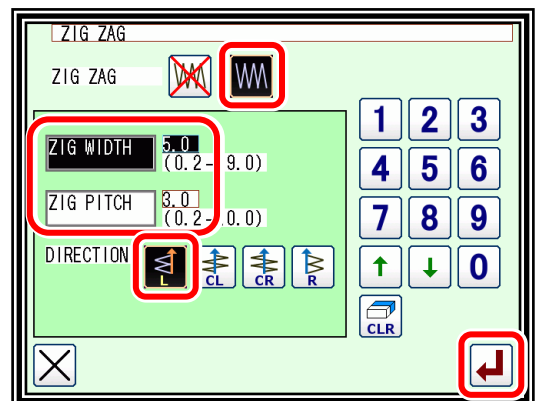 ZIG ZAG
ZIG ZAG
ZIG WIDTH 5.0
(0.2- 9.0)
ZIG PITCH 3.0
(0.2- .0)
DIRECTION L CL CR R
1 2 3
4 5 6
7 8 9
↑ ↓ 0
CLR